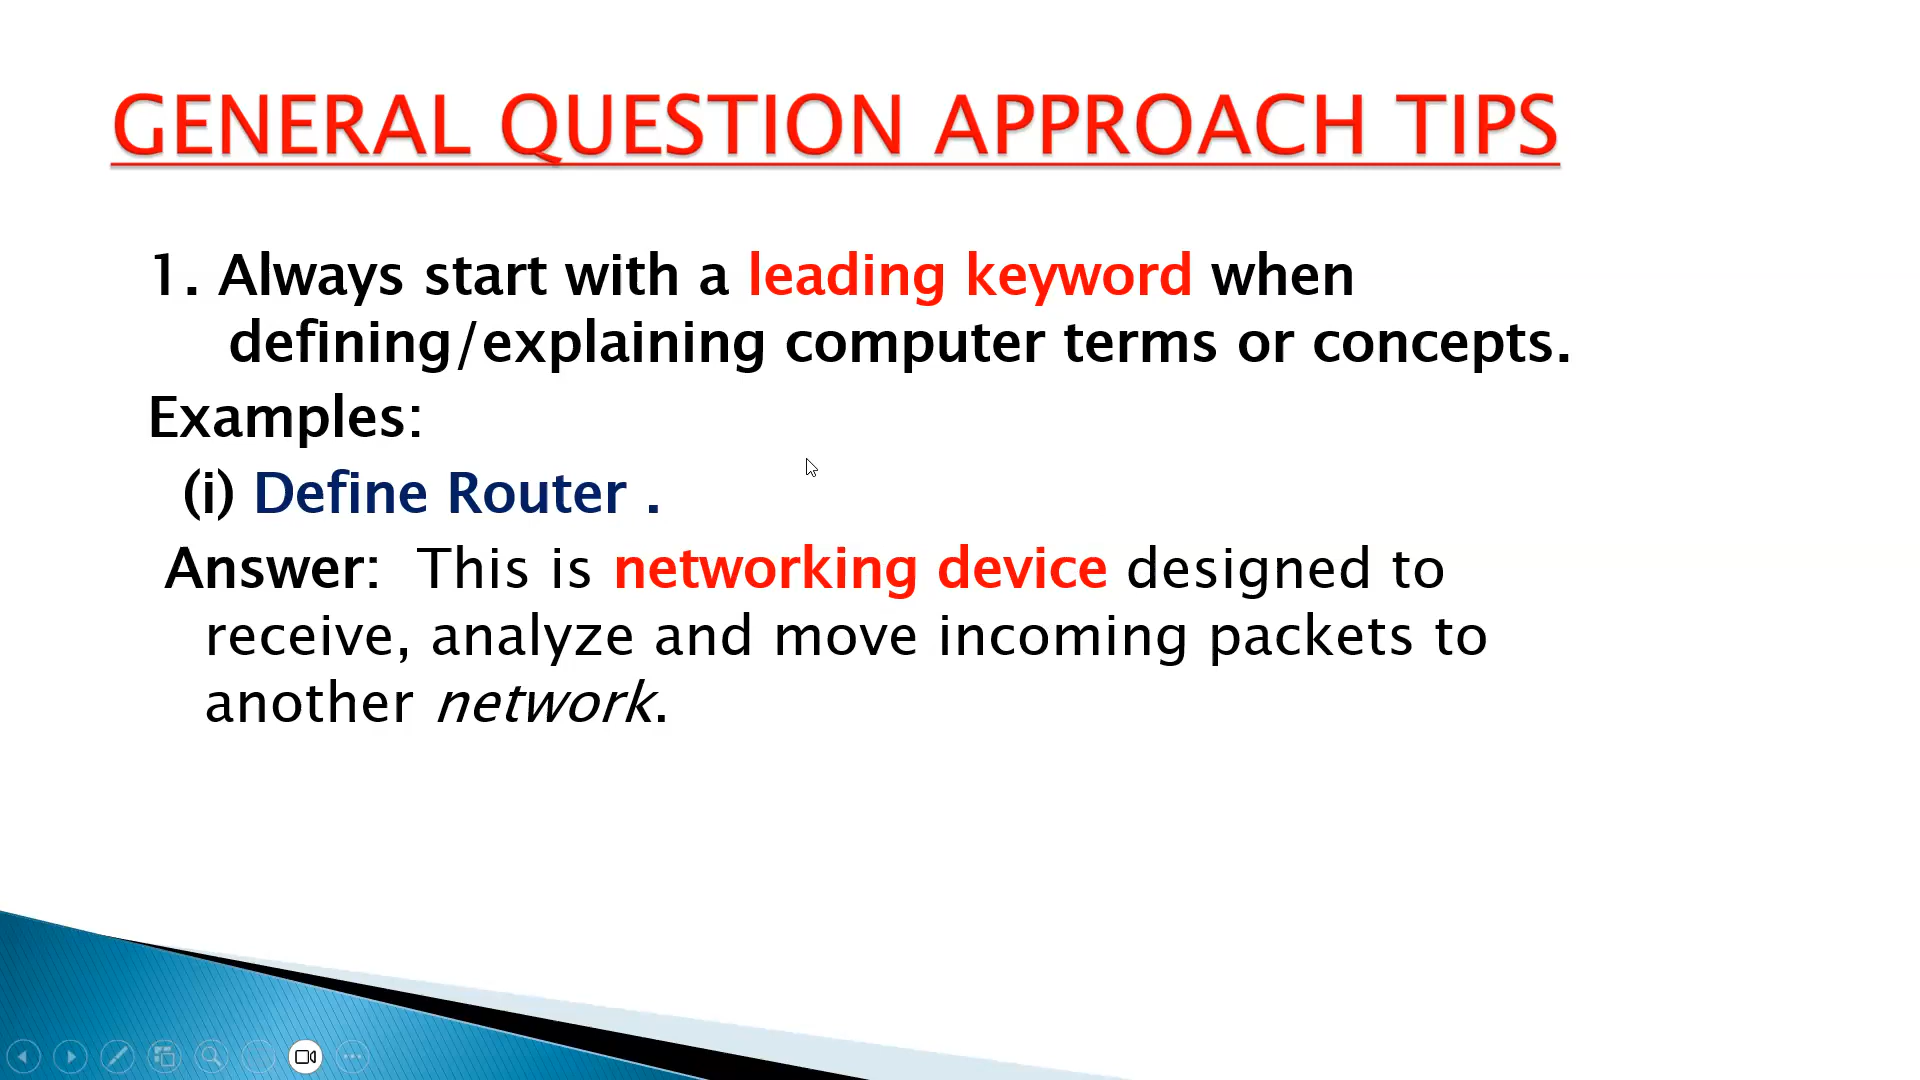 GENERAL QUESTION APPROACH TIPS
1. Always start with a leading keyword when
defining/explaining computer terms or concepts.
Examples:
(i) Define Router .
Answer: This is networking device designed to
receive, analyze and move incoming packets to
another network.